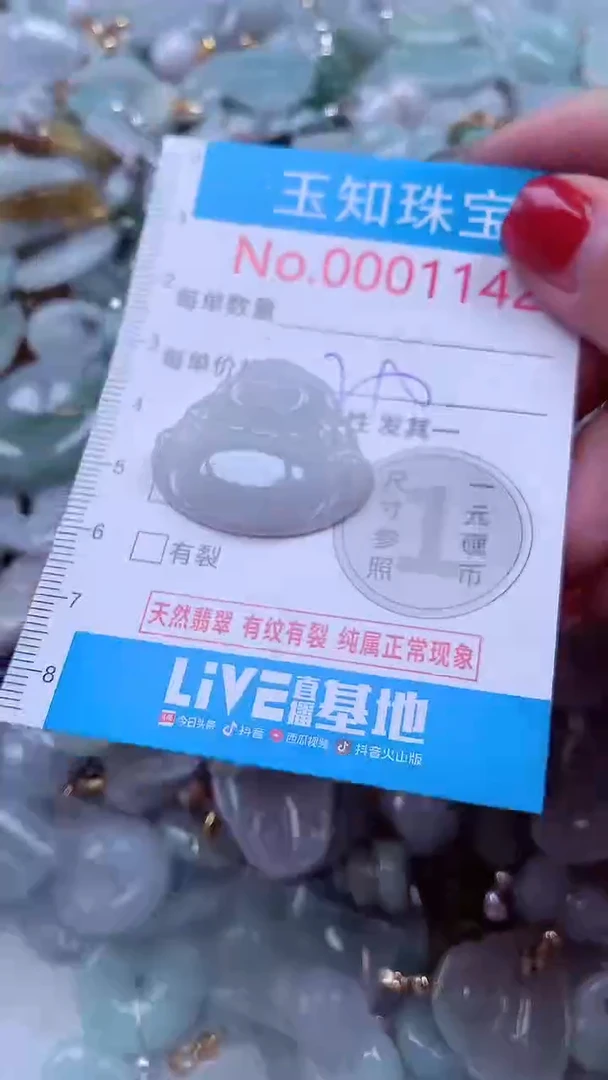 玉知珠宝
No.0001142
1
2
每单数量
3
每单价
4
性发其一
5
尺寸参照
1
一元硬币
6
有裂
7
天然翡翠 有纹有裂 纯属正常现象
8
LiVE直播基地
今日头条 抖音 西瓜视频 抖音火山版